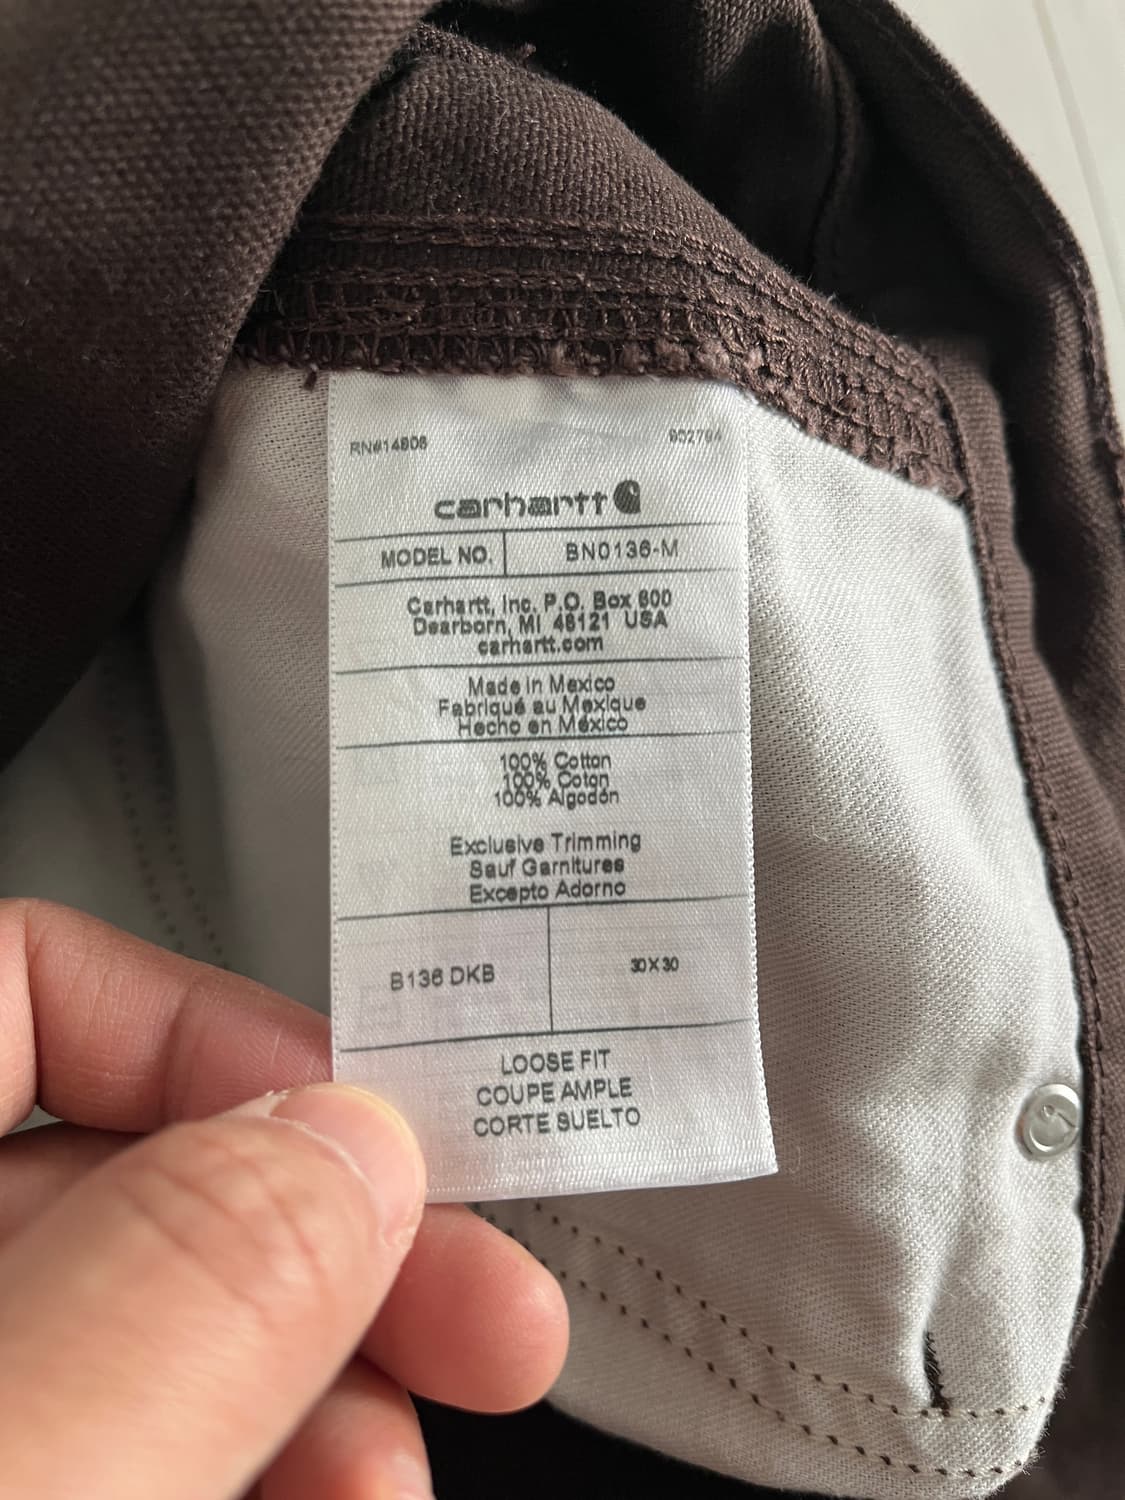 RN#14806
902794
carhartt
MODEL NO.
BN0136-M
Carhartt, Inc. P.O. Box 600
Dearborn, MI 48121 USA
carhartt.com
Made in Mexico
Fabriqué au Mexique
Hecho en México
100% Cotton
100% Coton
100% Algodón
Exclusive Trimming
Sauf Garnitures
Excepto Adorno
B136 DKB
30X30
LOOSE FIT
COUPE AMPLE
CORTE SUELTO